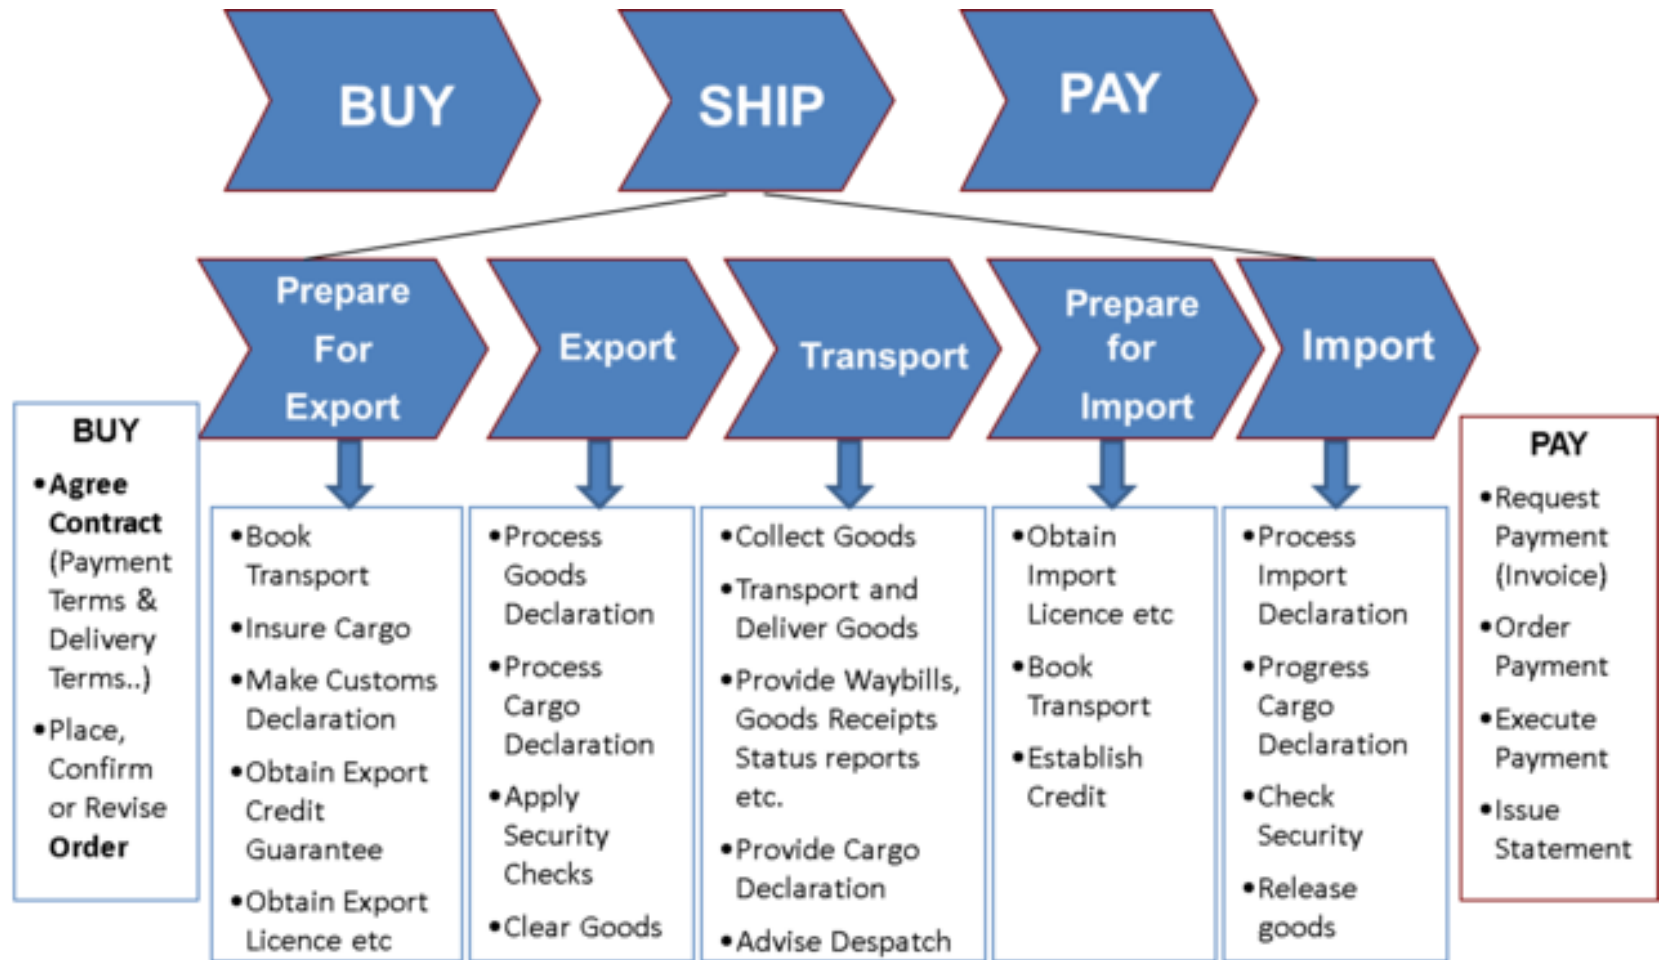 BUY
SHIP
PAY
Prepare
For
Export
Export
Transport
Prepare
for
Import
Import
BUY
•Agree
Contract
(Payment
Terms &
Delivery
Terms..)
•Place,
Confirm
or Revise
Order
•Book
Transport
•Insure Cargo
•Make Customs
Declaration
•Obtain Export
Credit
Guarantee
•Obtain Export
Licence etc
•Process
Goods
Declaration
•Process
Cargo
Declaration
•Apply
Security
Checks
•Clear Goods
•Collect Goods
•Transport and
Deliver Goods
•Provide Waybills,
Goods Receipts
Status reports
etc.
•Provide Cargo
Declaration
•Advise Despatch
•Obtain
Import
Licence etc
•Book
Transport
•Establish
Credit
•Process
Import
Declaration
•Progress
Cargo
Declaration
•Check
Security
•Release
goods
PAY
•Request
Payment
(Invoice)
•Order
Payment
•Execute
Payment
•Issue
Statement